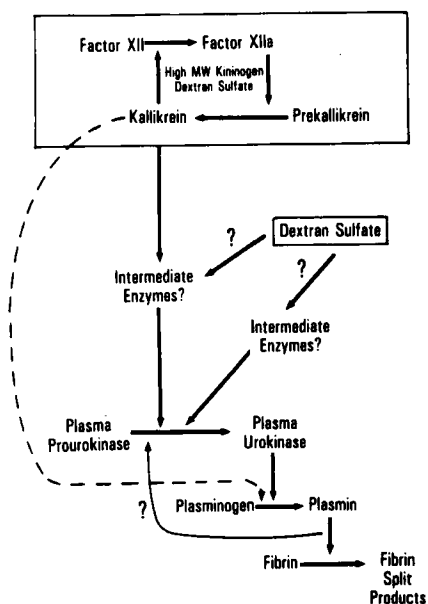 Factor XII Factor XIIa
High MW Kininogen
Dextran Sulfate
Kallikrein Prekallikrein
? Dextran Sulfate
?
Intermediate
Enzymes?
Intermediate
Enzymes?
Plasma
Prourokinase
Plasma
Urokinase
Plasminogen Plasmin
?
Fibrin
Fibrin
Split
Products